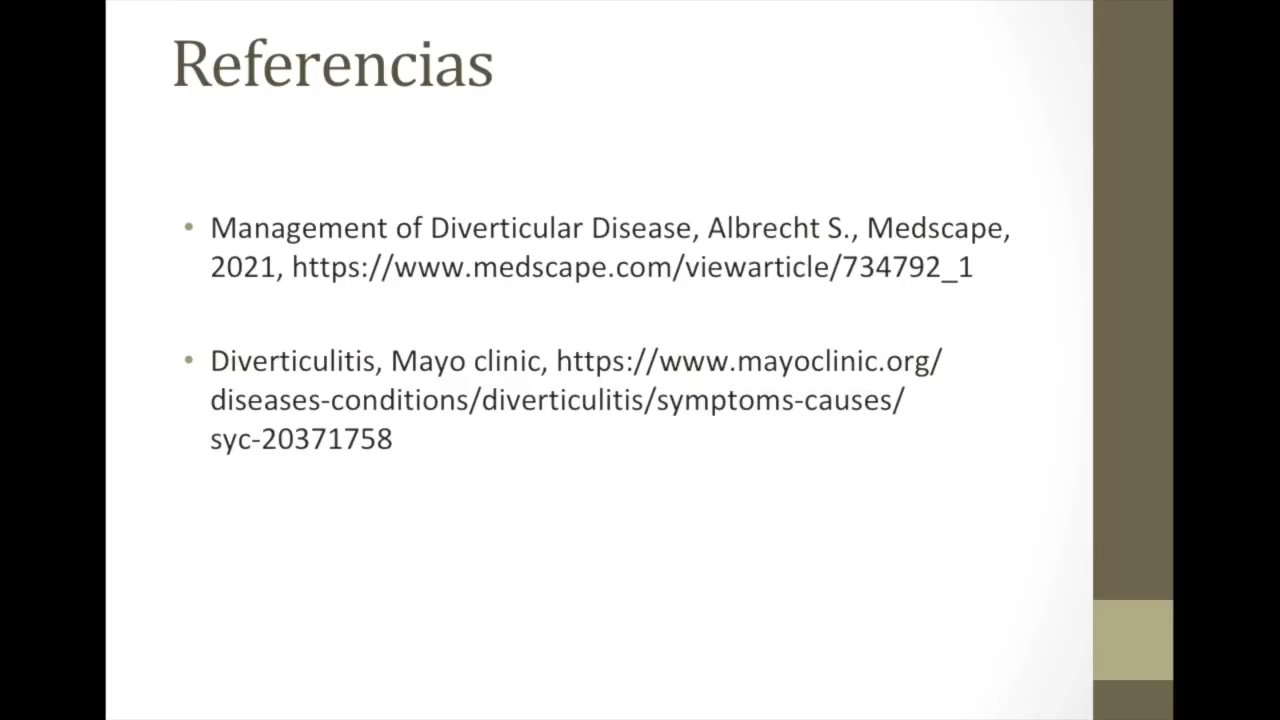 Referencias
• Management of Diverticular Disease, Albrecht S., Medscape,
2021, https://www.medscape.com/viewarticle/734792_1
• Diverticulitis, Mayo clinic, https://www.mayoclinic.org/
diseases-conditions/diverticulitis/symptoms-causes/
syc-20371758